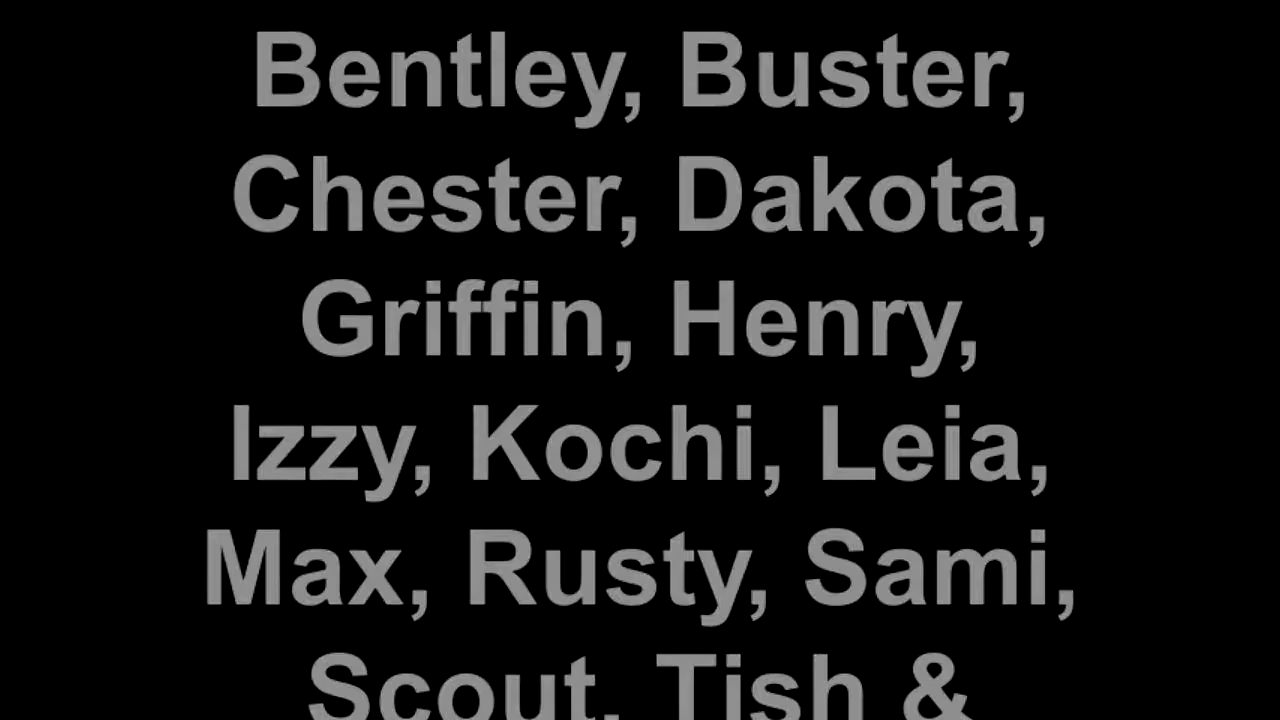 Bentley, Buster,
Chester, Dakota,
Griffin, Henry,
Izzy, Kochi, Leia,
Max, Rusty, Sami,
Scout, Tish &